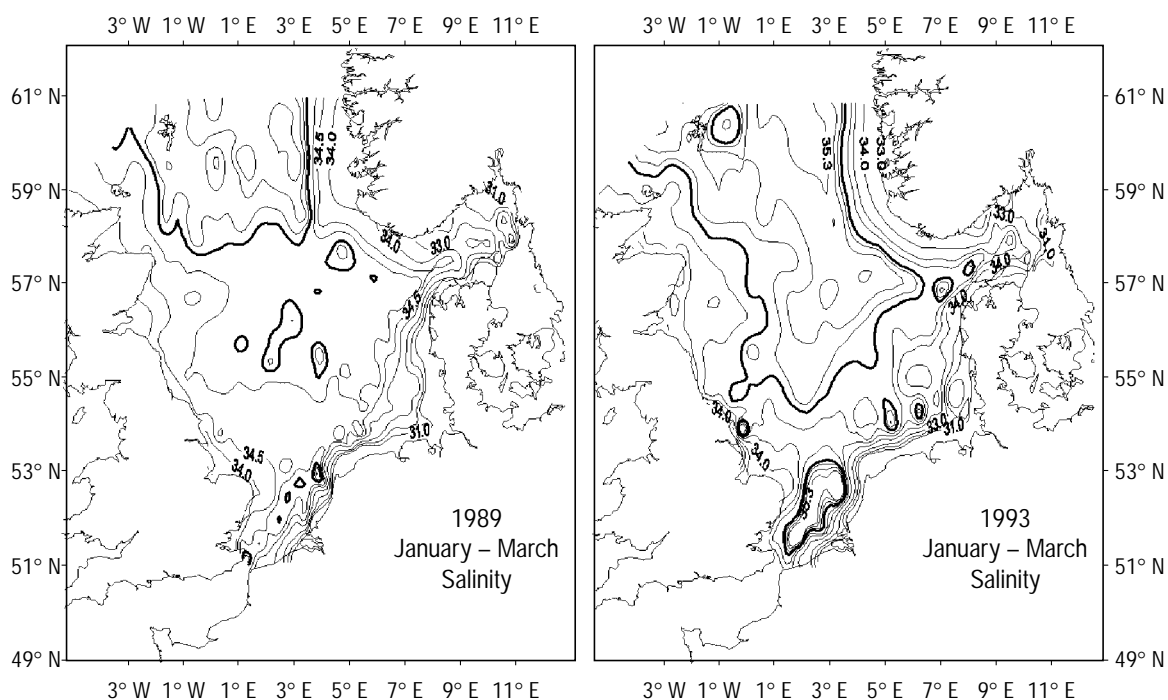 3° W 1° W 1° E 3° E 5° E 7° E 9° E 11° E 3° W 1° W 1° E 3° E 5° E 7° E 9° E 11° E
61° N 61° N
34.5 34.0 35.3 34.0 33.0
59° N 59° N
31.0 33.0
34.0 33.0 34.0
34.0
57° N 57° N
34.5 34.0
55° N 55° N
31.0 34.0 33.0 31.0
34.5 34.0
34.0
53° N 53° N
35.3
1989 1993
January – March January – March
51° N 51° N
Salinity Salinity
49° N 49° N
3° W 1° W 1° E 3° E 5° E 7° E 9° E 11° E 3° W 1° W 1° E 3° E 5° E 7° E 9° E 11° E